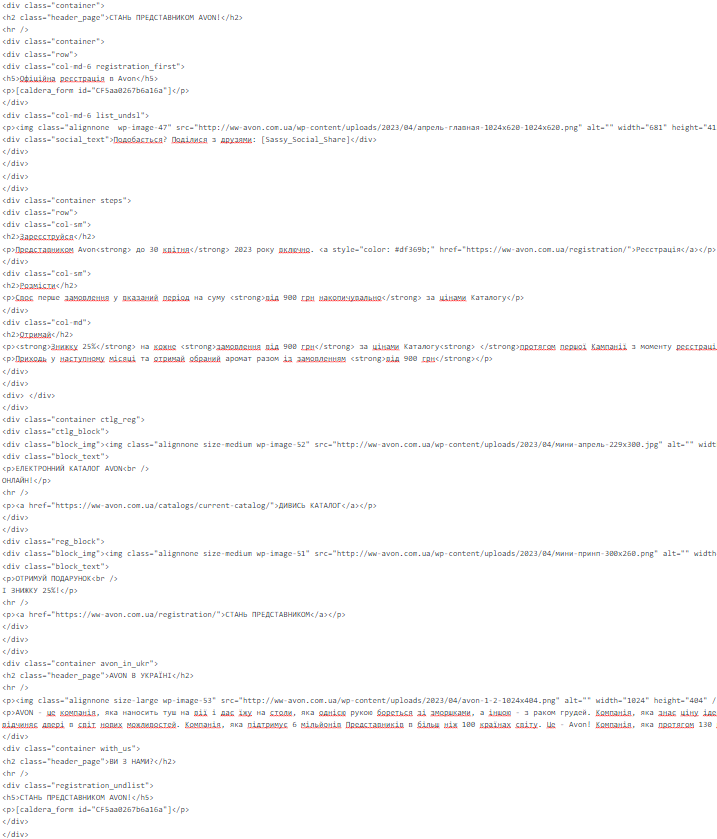 <div class="container">
<h2 class="header_page">СТАНЬ ПРЕДСТАВНИКОМ AVON!</h2>
<hr />
<div class="container">
<div class="row">
<div class="col-md-6 registration_first">
<h5>Офіційна реєстрація в Avon</h5>
<p>[caldera_form id="CF5aa0267b6a16a"]</p>
</div>
<div class="col-md-6 list_undsl">
<p><img class="alignnone  wp-image-47" src="http://ww-avon.com.ua/wp-content/uploads/2023/04/апрель-главная-1024x620-1024x620.png" alt="" width="681" height="41
<div class="social_text">Подобається? Поділися з друзями: [Sassy_Social_Share]</div>
</div>
</div>
</div>
</div>
<div class="container steps">
<div class="row">
<div class="col-sm">
<h2>Зареєструйся</h2>
<p>Представником Avon<strong> до 30 квітня</strong> 2023 року включно. <a style="color: #df369b;" href="https://ww-avon.com.ua/registration/">Реєстрація</a></p>
</div>
<div class="col-sm">
<h2>Розмісти</h2>
<p>Своє перше замовлення у вказаний період на суму <strong>від 900 грн накопичувально</strong> за цінами Каталогу</p>
</div>
<div class="col-md">
<h2>Отримай</h2>
<p><strong>Знижку 25%</strong> на кожне <strong>замовлення від 900 грн</strong> за цінами Каталогу<strong> </strong>протягом першої Кампанії з моменту реєстраці
<p>Приходь у наступному місяці та отримай обраний аромат разом із замовленням <strong>від 900 грн</strong></p>
</div>
</div>
<div> </div>
</div>
<div class="container ctlg_reg">
<div class="ctlg_block">
<div class="block_img"><img class="alignnone size-medium wp-image-52" src="http://ww-avon.com.ua/wp-content/uploads/2023/04/мини-апрель-229x300.jpg" alt="" widt
<div class="block_text">
<p>ЕЛЕКТРОННИЙ КАТАЛОГ AVON<br />
ОНЛАЙН!</p>
<hr />
<p><a href="https://ww-avon.com.ua/catalogs/current-catalog/">ДИВИСЬ КАТАЛОГ</a></p>
</div>
</div>
<div class="reg_block">
<div class="block_img"><img class="alignnone size-medium wp-image-51" src="http://ww-avon.com.ua/wp-content/uploads/2023/04/мини-принп-300x260.png" alt="" width
<div class="block_text">
<p>ОТРИМУЙ ПОДАРУНОК<br />
І ЗНИЖКУ 25%!</p>
<hr />
<p><a href="https://ww-avon.com.ua/registration/">СТАНЬ ПРЕДСТАВНИКОМ</a></p>
</div>
</div>
</div>
<div class="container avon_in_ukr">
<h2 class="header_page">AVON В УКРАЇНІ</h2>
<hr />
<p><img class="alignnone size-large wp-image-53" src="http://ww-avon.com.ua/wp-content/uploads/2023/04/avon-1-2-1024x404.png" alt="" width="1024" height="404" /
<p>AVON - це компанія, яка наносить туш на вії і дає їжу на столи, яка однією рукою бореться зі зморшками, а іншою - з раком грудей. Компанія, яка знає ціну іде
відчиняє двері в світ нових можливостей. Компанія, яка підтримує 6 мільйонів Представників в більш ніж 100 країнах світу. Це - Avon! Компанія, яка протягом 130
</div>
<div class="container with_us">
<h2 class="header_page">ВИ З НАМИ?</h2>
<hr />
<div class="registration_undlist">
<h5>СТАНЬ ПРЕДСТАВНИКОМ AVON!</h5>
<p>[caldera_form id="CF5aa0267b6a16a"]</p>
</div>
</div>